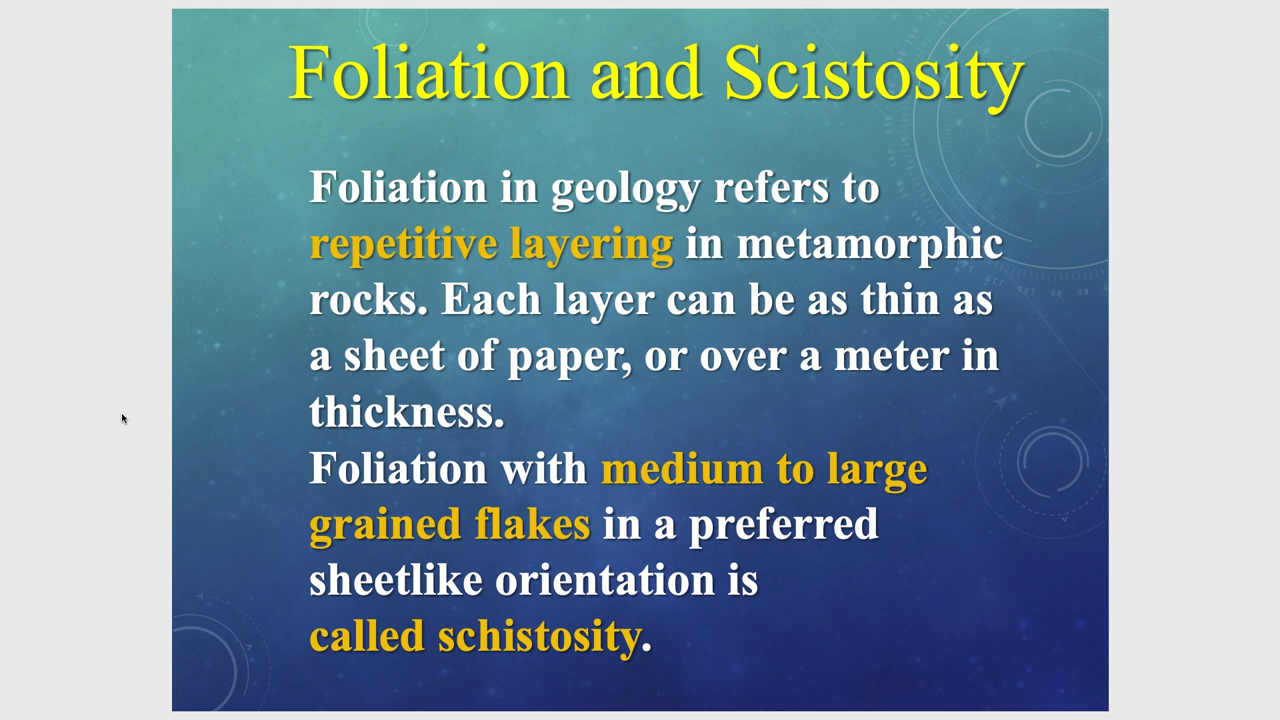 Foliation and Scistosity
Foliation in geology refers to
repetitive layering in metamorphic
rocks. Each layer can be as thin as
a sheet of paper, or over a meter in
thickness.
Foliation with medium to large
grained flakes in a preferred
sheetlike orientation is
called schistosity.